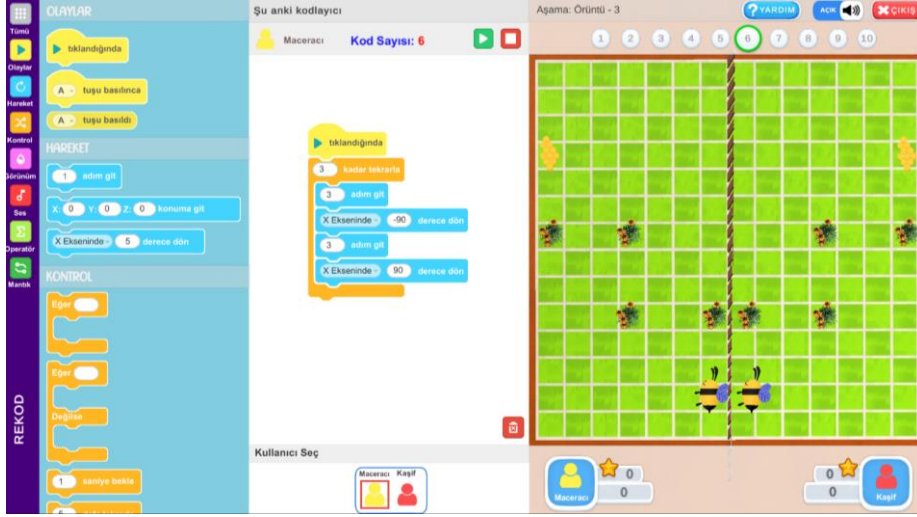 OLAYLAR
Şu anki kodlayıcı
Aşama: Örüntü - 3
? YARDIM
AÇIK
X ÇIKIŞ
Tümü
Olaylar
Hareket
Kontrol
Görünüm
Ses
Operatör
Mantık
REKOD
tıklandığında
A tuşu basılınca
A tuşu basıldı
HAREKET
1 adım git
X: 0 Y: 0 Z: 0 konuma git
X Ekseninde 5 derece dön
KONTROL
Eğer
Eğer
Değilse
1 saniye bekle
Maceracı
Kod Sayısı: 6
tıklandığında
3 kadar tekrarla
3 adım git
X Ekseninde -90 derece dön
3 adım git
X Ekseninde 90 derece dön
Kullanıcı Seç
Maceracı Kaşif
1 2 3 4 5 6 7 8 9 10
Maceracı
0
0
0
0
Kaşif